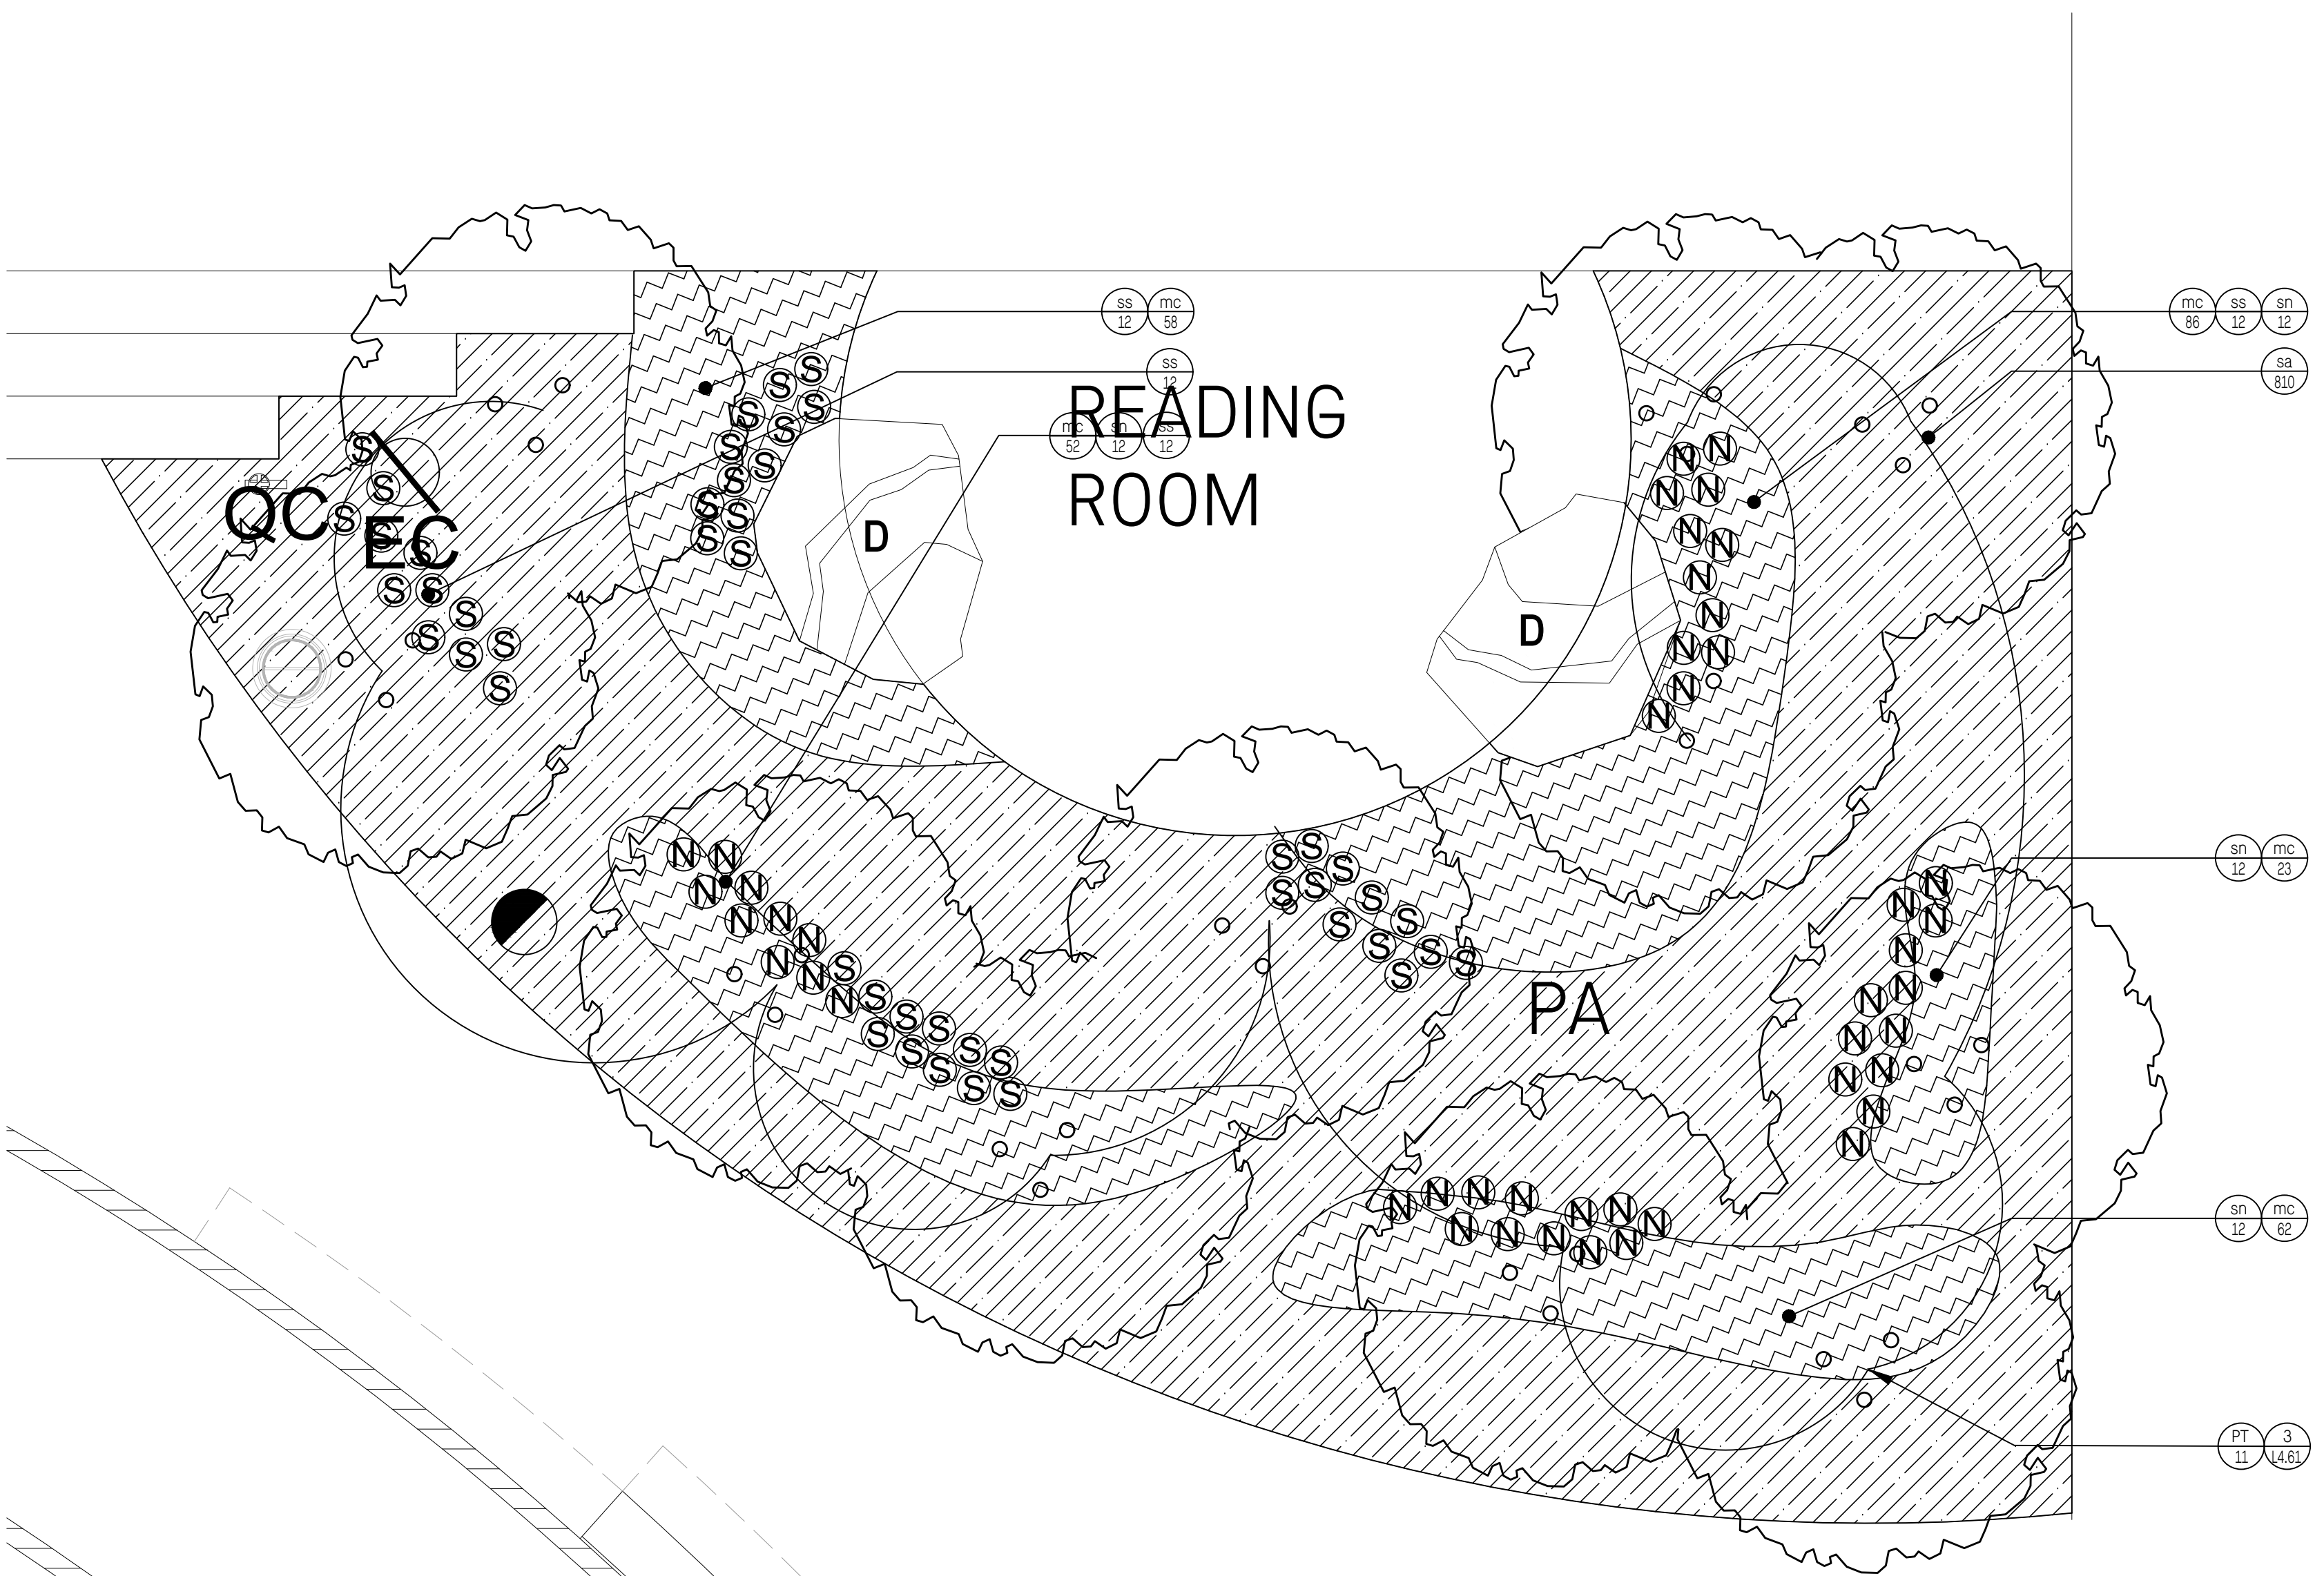 ss mc
12 58
mc ss sn
86 12 12
ss
12
sa
810
READING
ROOM
mc sn ss
52 12 12
S S S S S S S S S S S S
QC
EC
S S S S S S S S S S S S
D
D
N N N N N N N N N N N N
N N N N N N N N N N
S S S S S S S S S S S
S S S S S S S S S S S S
PA
sn mc
12 23
N N N N N N N N N N N N
N N N N N N N N N N N N
sn mc
12 62
PT 3
11 L4.61